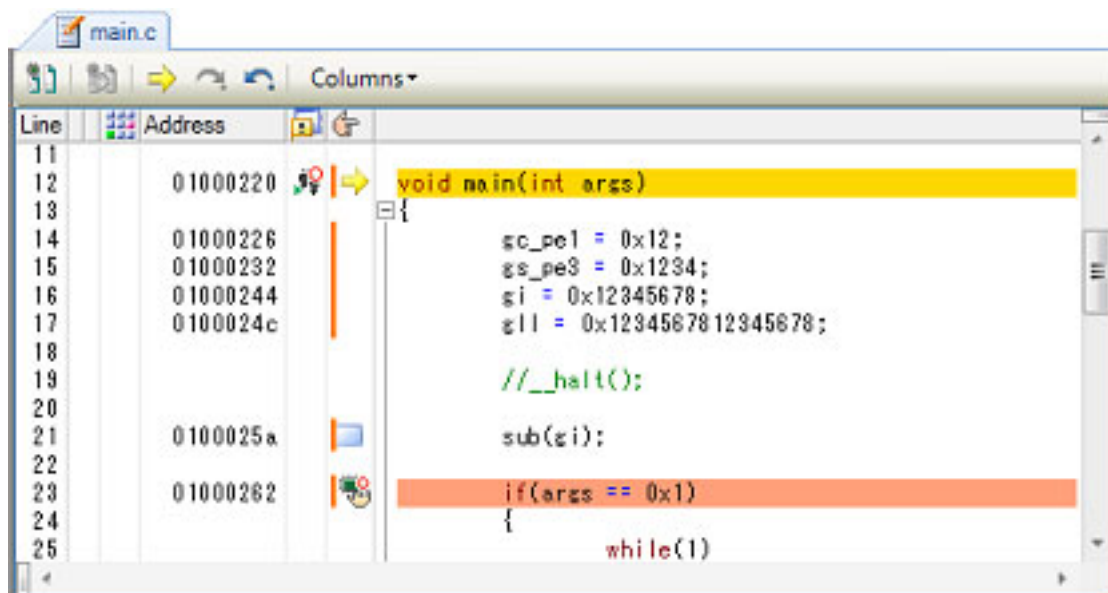 main.c
Columns
Line Address
11
12 01000220 void main(int args)
13 {
14 01000226 gc_pe1 = 0x12;
15 01000232 gs_pe3 = 0x1234;
16 01000244 gi = 0x12345678;
17 0100024c gll = 0x1234567812345678;
18
19 //__halt();
20
21 0100025a sub(gi);
22
23 01000262 if(args == 0x1)
24 {
25 while(1)